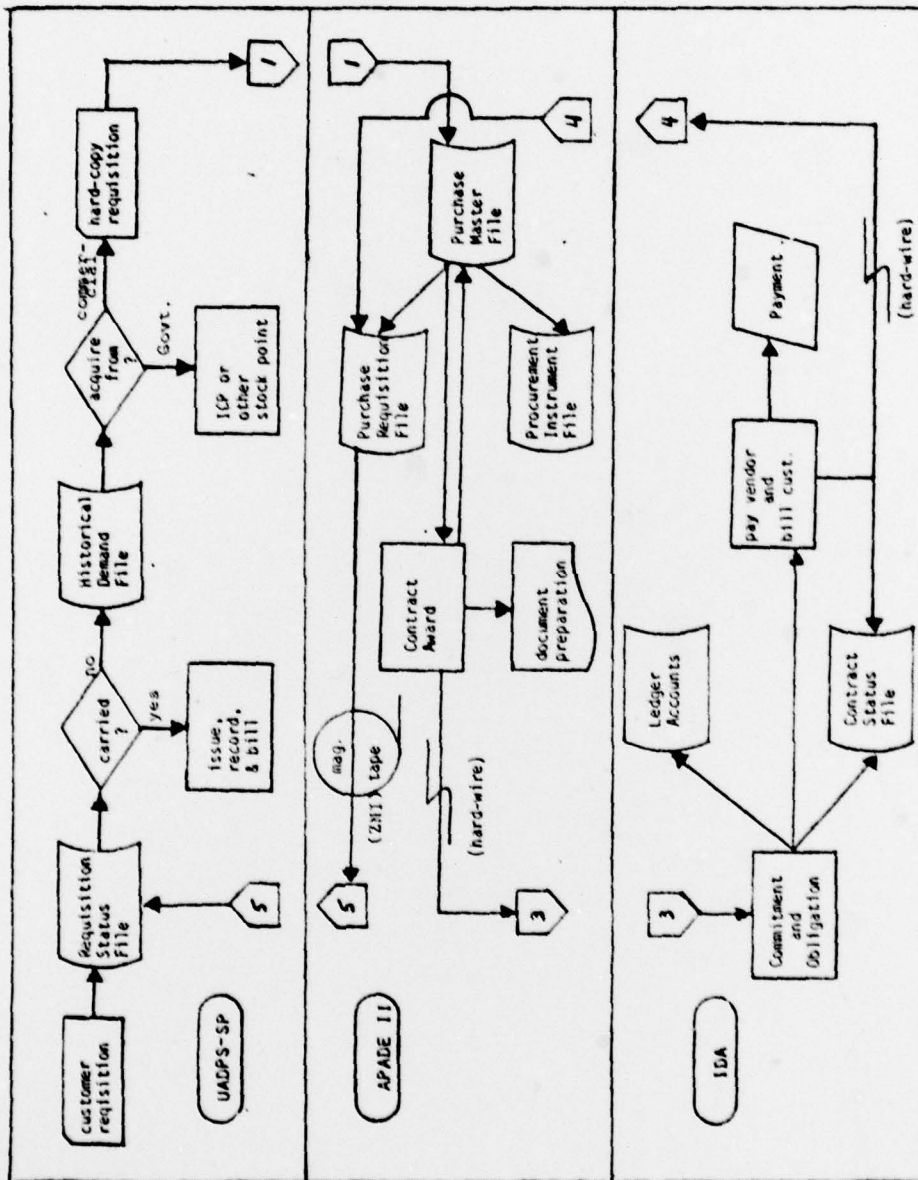 customer
reqisition
Requisition
Status
File
carried
?
no
yes
issue,
record,
& bill
Historical
Demand
File
acquire
from
?
commer-
cial
Govt.
ICP or
other
stock point
hard-copy
requisition
1
5
UADPS-SP
APADE II
5
mag.
tape
(hard-wire)
3
Contract
Award
document
preparation
Purchase
Requisition
File
Procurement
Instrument
File
Purchase
Master
File
1
4
IDA
3
Commitment
and
Obligation
Ledger
Accounts
Contract
Status
File
pay vendor
and
bill cust.
Payment
(hard-wire)
4